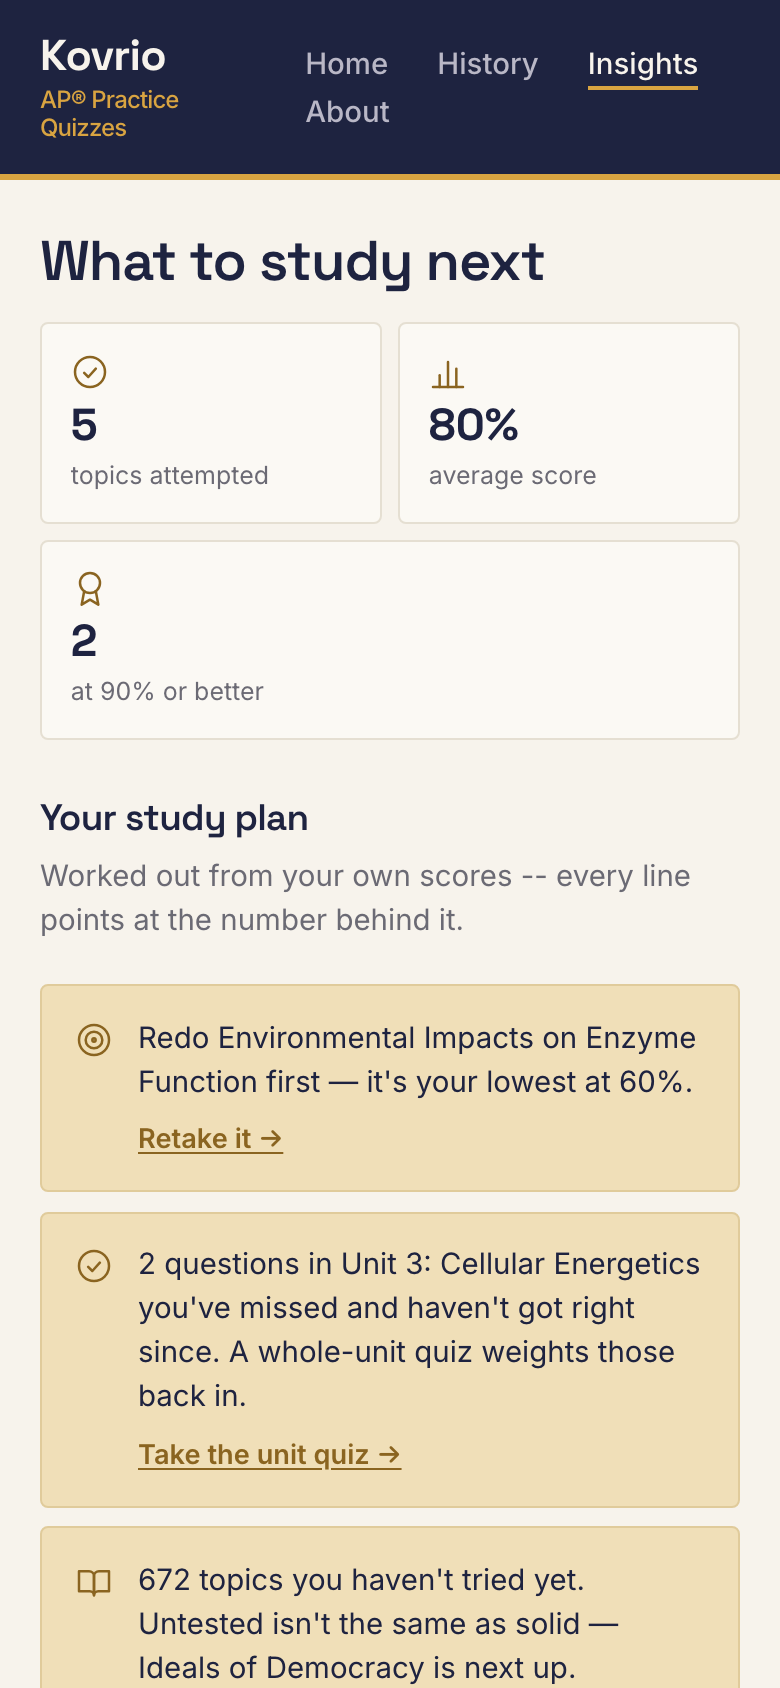 Kovrio
AP® Practice
Quizzes
Home
History
Insights
About
What to study next
5
topics attempted
80%
average score
2
at 90% or better
Your study plan
Worked out from your own scores -- every line
points at the number behind it.
Redo Environmental Impacts on Enzyme
Function first — it's your lowest at 60%.
Retake it →
2 questions in Unit 3: Cellular Energetics
you've missed and haven't got right
since. A whole-unit quiz weights those
back in.
Take the unit quiz →
672 topics you haven't tried yet.
Untested isn't the same as solid —
Ideals of Democracy is next up.